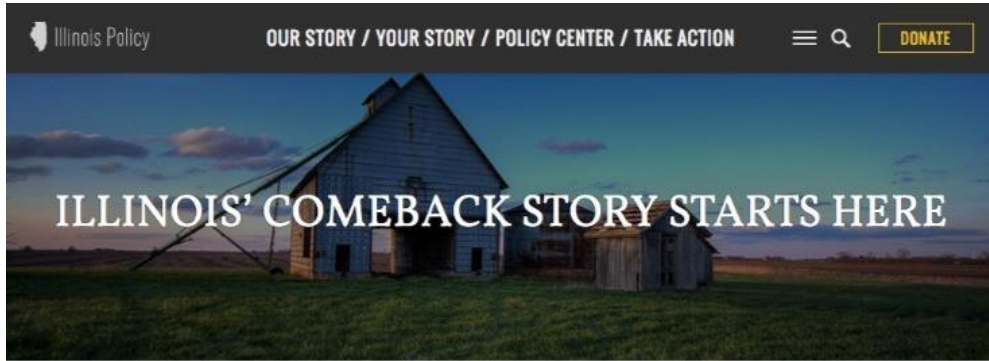 Illinois Policy
OUR STORY / YOUR STORY / POLICY CENTER / TAKE ACTION
DONATE
ILLINOIS’ COMEBACK STORY STARTS HERE